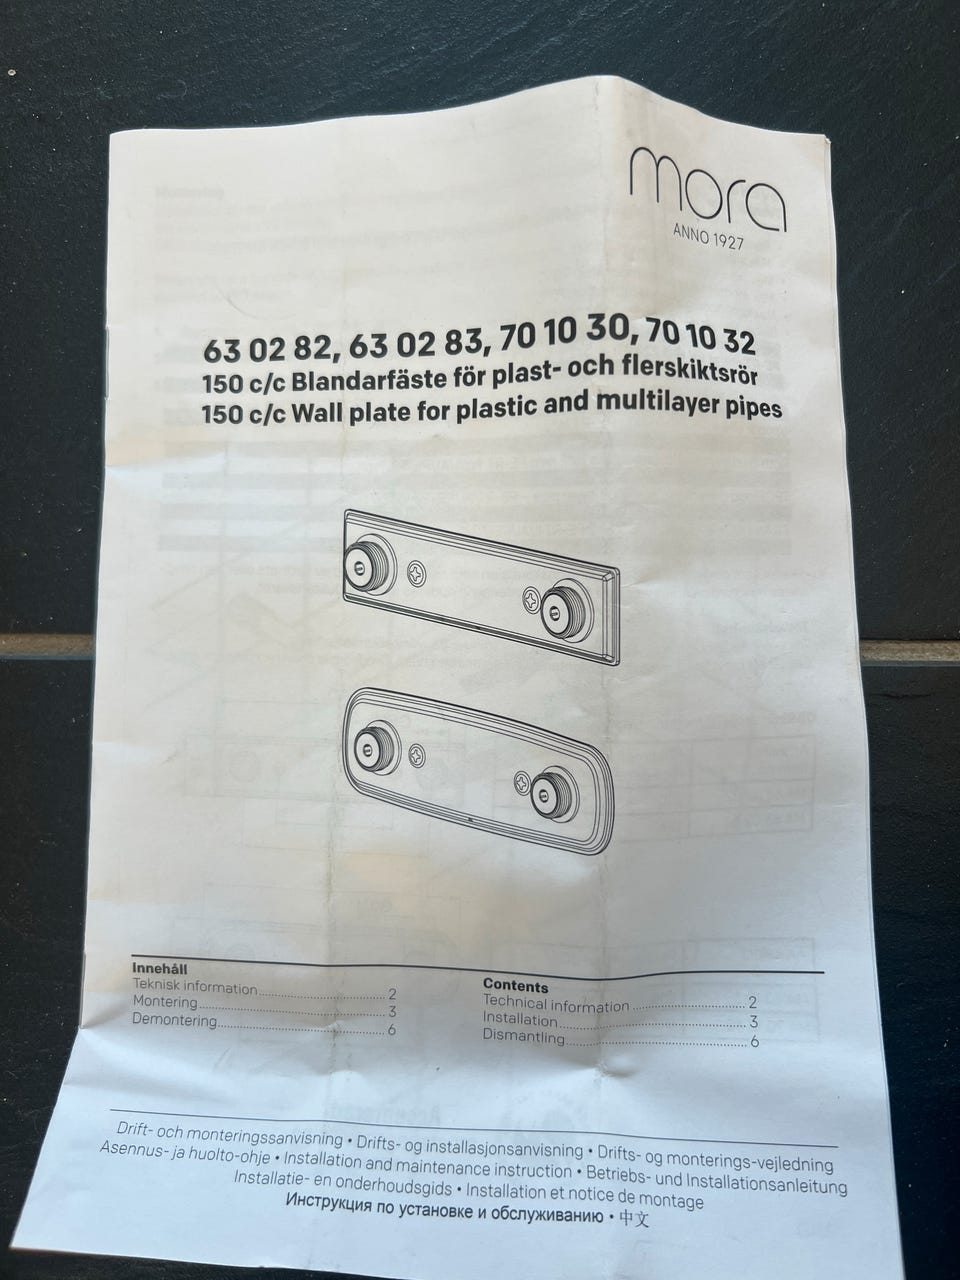 mora
ANNO 1927
63 02 82, 63 02 83, 70 10 30, 70 10 32
150 c/c Blandarfäste för plast- och flerskiktsrör
150 c/c Wall plate for plastic and multilayer pipes
Innehåll
Teknisk information 2
Montering 3
Demontering 6
Contents
Technical information 2
Installation 3
Dismantling 6
Drift- och monteringssanvisning • Drifts- og installasjonsanvisning • Drifts- og monterings-vejledning
Asennus- ja huolto-ohje • Installation and maintenance instruction • Betriebs- und Installationsanleitung
Installatie- en onderhoudsgids • Installation et notice de montage
Инструкция по установке и обслуживанию • 中文